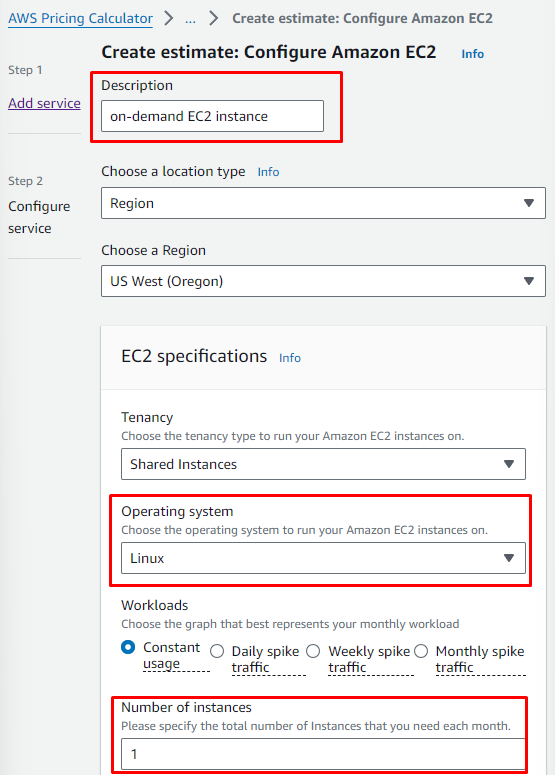 AWS Pricing Calculator > ... > Create estimate: Configure Amazon EC2
Step 1
Add service
Step 2
Configure
service
Create estimate: Configure Amazon EC2 Info
Description
on-demand EC2 instance
Choose a location type Info
Region
Choose a Region
US West (Oregon)
EC2 specifications Info
Tenancy
Choose the tenancy type to run your Amazon EC2 instances on.
Shared Instances
Operating system
Choose the operating system to run your Amazon EC2 instances on.
Linux
Workloads
Choose the graph that best represents your monthly workload
Constant
usage
Daily spike
traffic
Weekly spike
traffic
Monthly spike
traffic
Number of instances
Please specify the total number of Instances that you need each month.
1